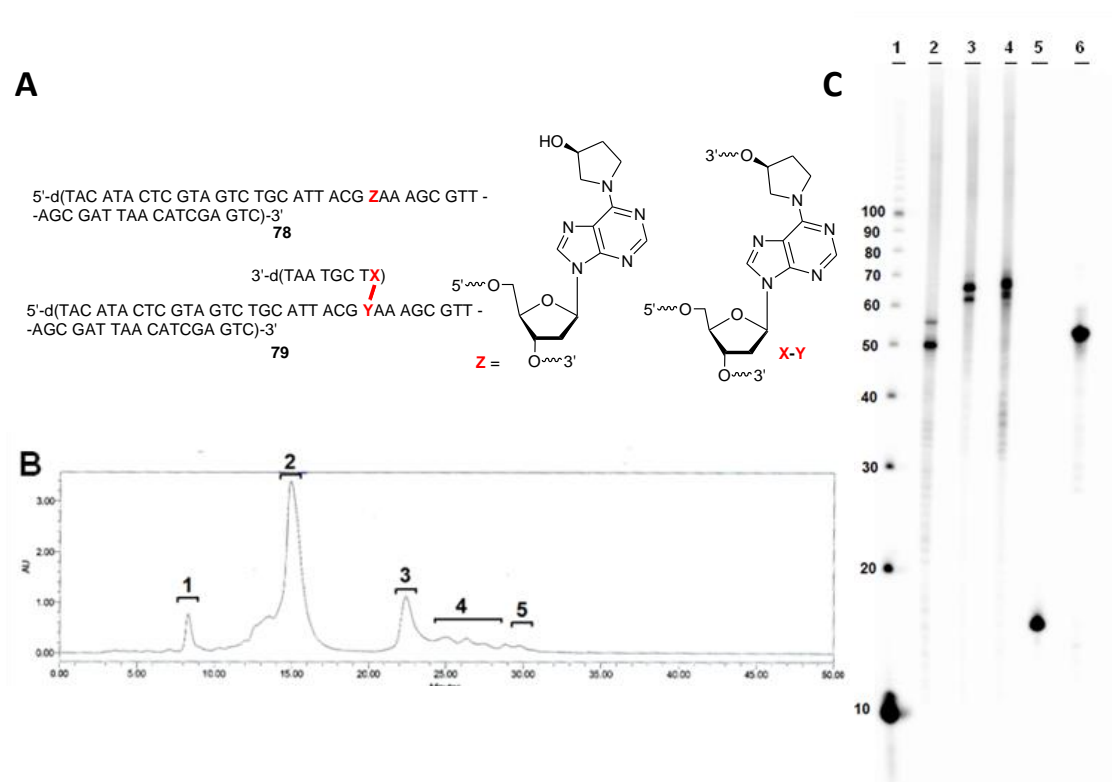 A
5'-d(TAC ATA CTC GTA GTC TGC ATT ACG ZAA AGC GTT -
-AGC GAT TAA CATCGA GTC)-3'
78
3'-d(TAA TGC TX)
5'-d(TAC ATA CTC GTA GTC TGC ATT ACG YAA AGC GTT -
-AGC GAT TAA CATCGA GTC)-3'
79
HO
N
N
N
N
N
5'
O
O
O
3'
Z =
3'
O
N
N
N
N
N
5'
O
O
O
3'
X-Y
B
AU
3.00
2.00
1.00
0.00
1
2
3
4
5
0.00 5.00 10.00 15.00 20.00 25.00 30.00 35.00 40.00 45.00 50.00
C
1 2 3 4 5 6
100
90
80
70
60
50
40
30
20
10